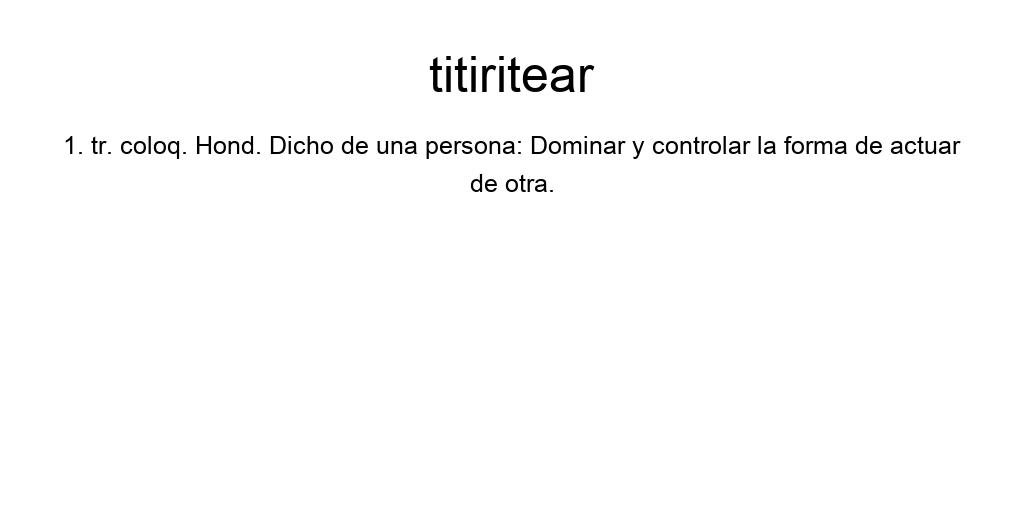 titiritear
1. tr. coloq. Hond. Dicho de una persona: Dominar y controlar la forma de actuar
de otra.